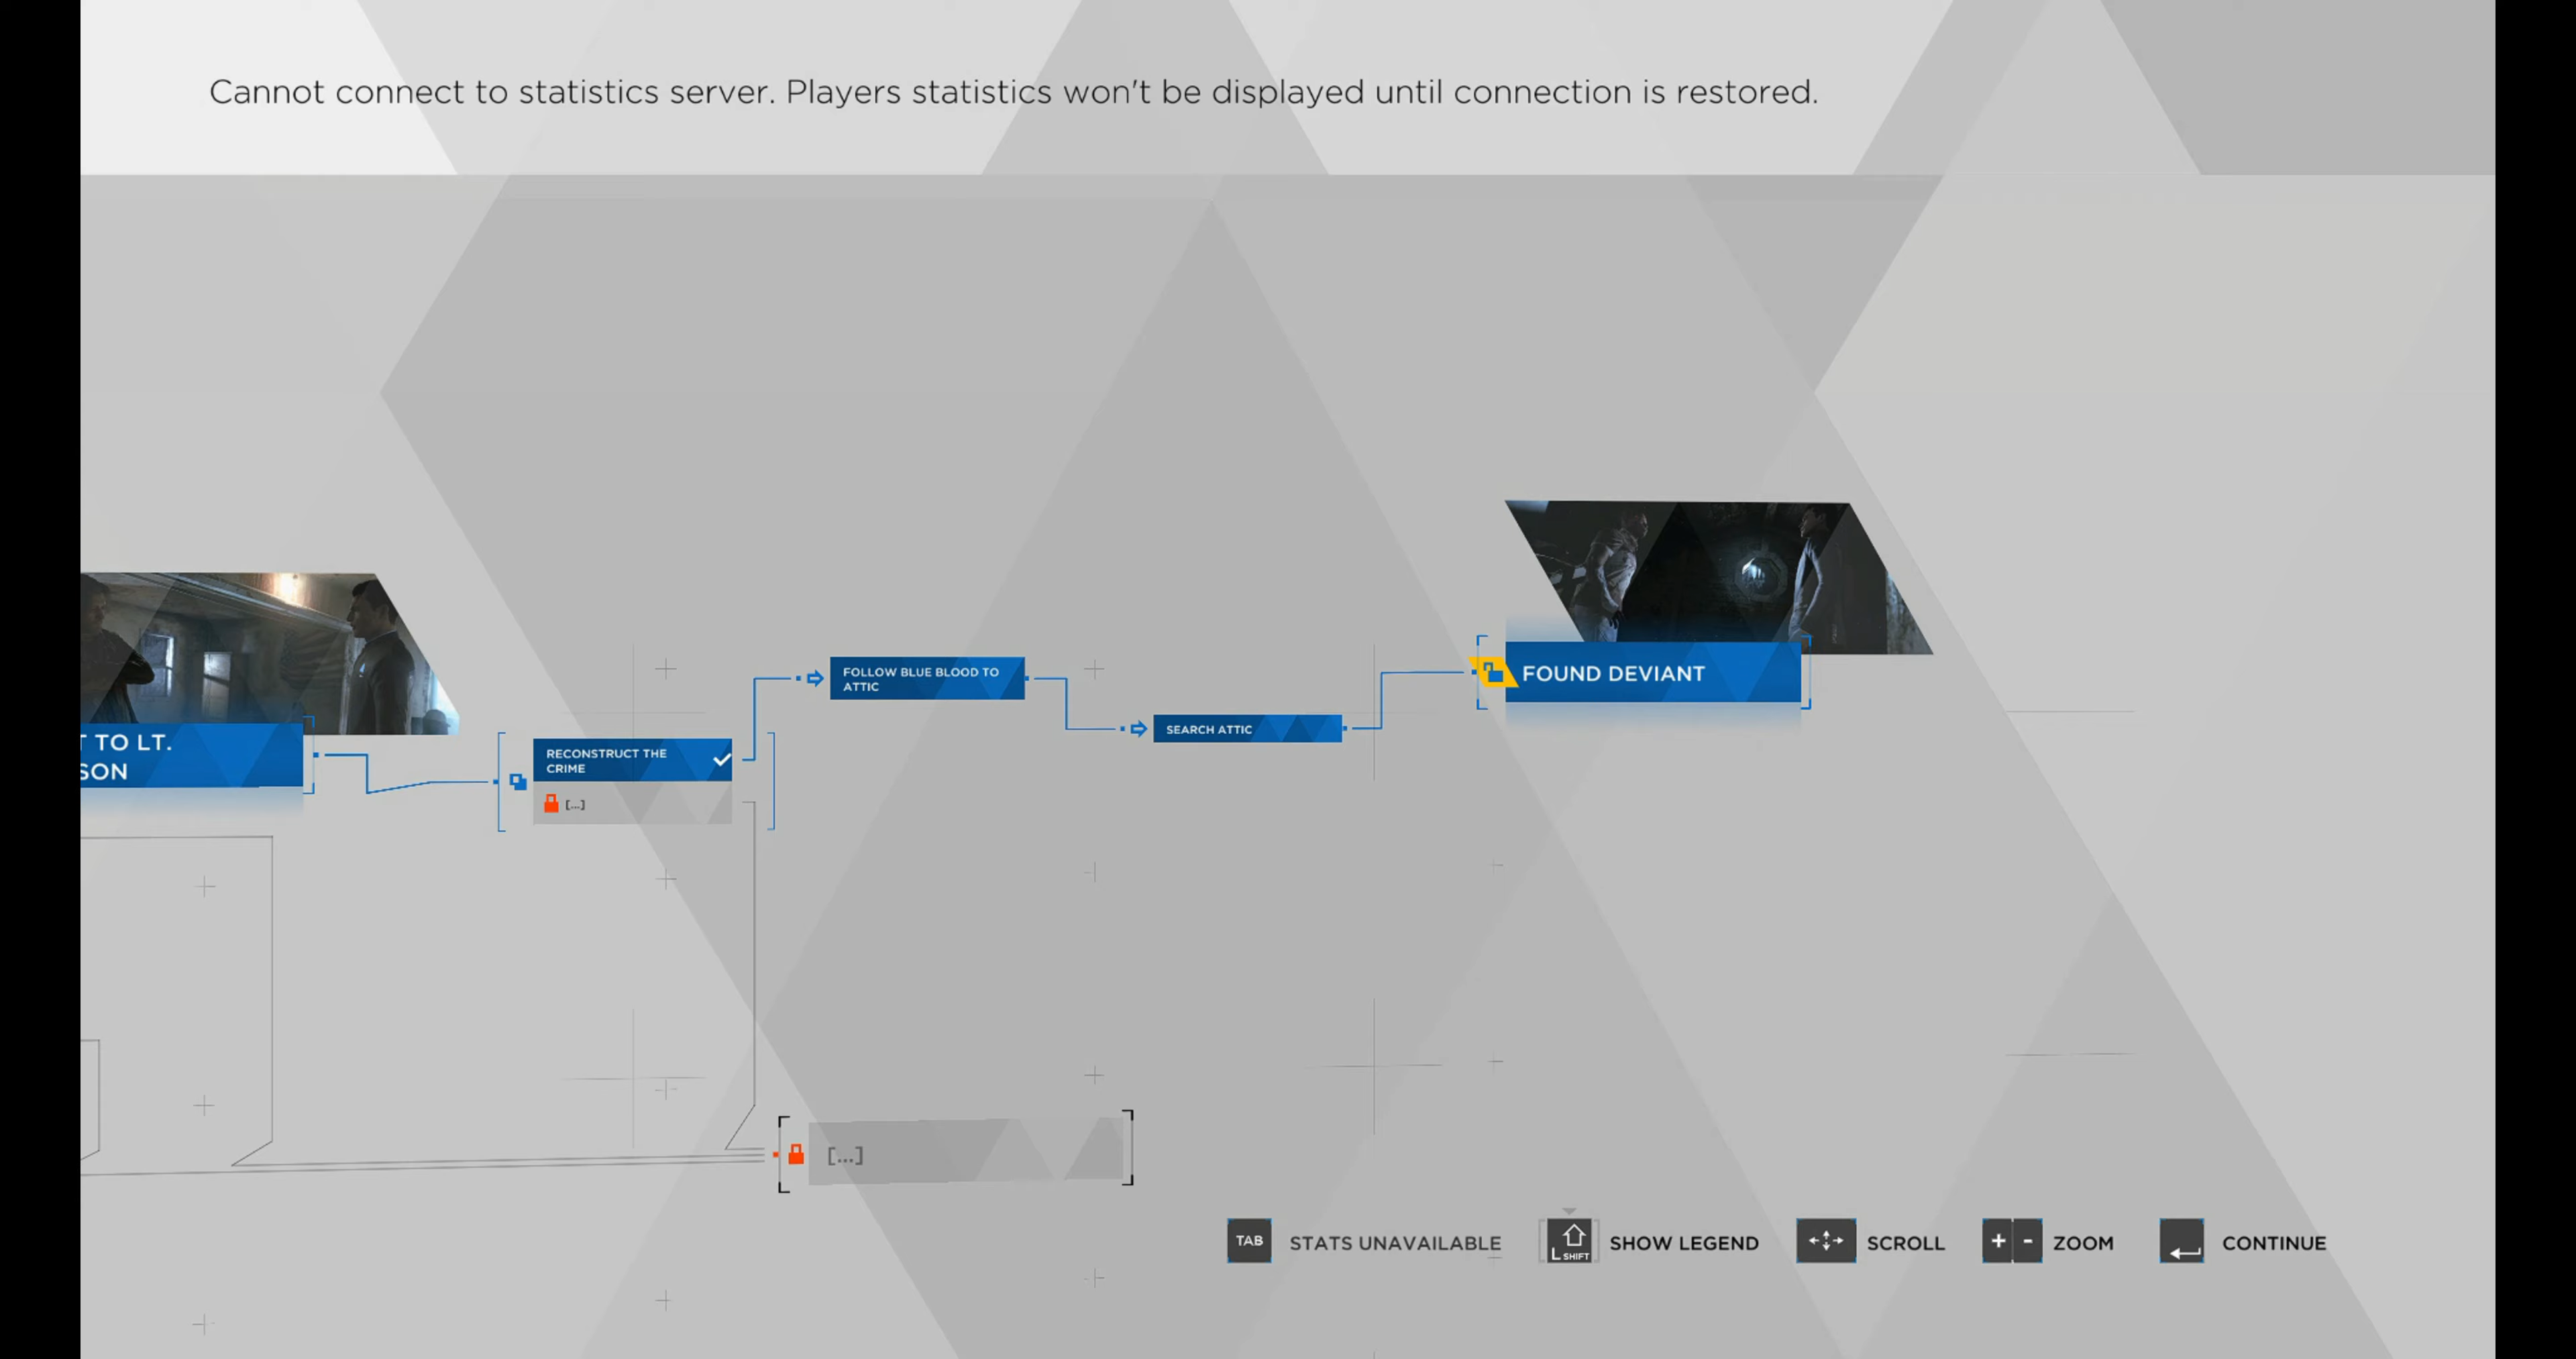 Cannot connect to statistics server. Players statistics won't be displayed until connection is restored.
FOUND DEVIANT
FOLLOW BLUE BLOOD TO
ATTIC
SEARCH ATTIC
T TO LT.
SON
RECONSTRUCT THE
CRIME
[...]
[...]
TAB STATS UNAVAILABLE L SHIFT SHOW LEGEND SCROLL + - ZOOM CONTINUE